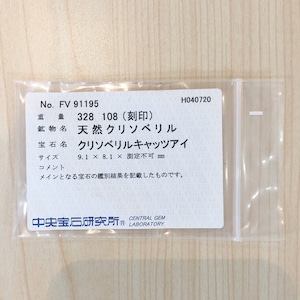 No. FV 91195
H040720
重 量 328 108(刻印)
鉱物名 天然クリソベリル
宝石名 クリソベリルキャッツアイ
サイズ 9.1 × 8.1 × 測定不可 mm
コメント
メインとなる宝石の鑑別結果を記載したものです。
中央宝石研究所 CENTRAL GEM
LABORATORY